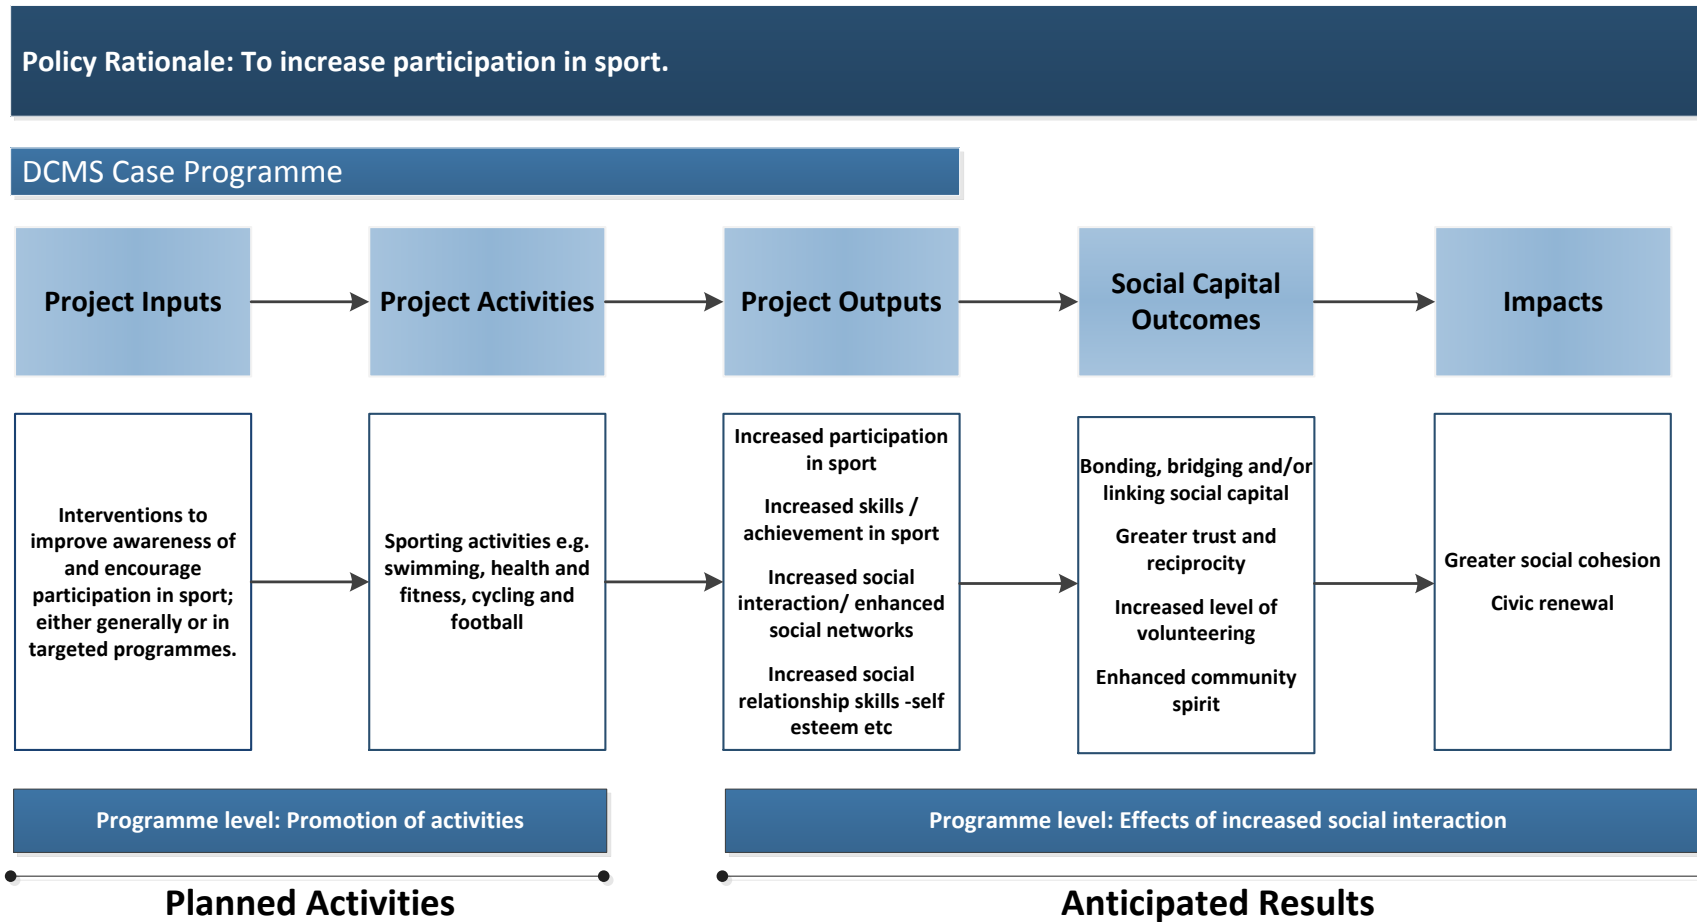 Policy Rationale: To increase participation in sport.
DCMS Case Programme
Project Inputs
Project Activities
Project Outputs
Social Capital
Outcomes
Impacts
Interventions to
improve awareness of
and encourage
participation in sport;
either generally or in
targeted programmes.
Sporting activities e.g.
swimming, health and
fitness, cycling and
football
Increased participation
in sport
Increased skills /
achievement in sport
Increased social
interaction/ enhanced
social networks
Increased social
relationship skills -self
esteem etc
Bonding, bridging and/or
linking social capital
Greater trust and
reciprocity
Increased level of
volunteering
Enhanced community
spirit
Greater social cohesion
Civic renewal
Programme level: Promotion of activities
Programme level: Effects of increased social interaction
Planned Activities
Anticipated Results